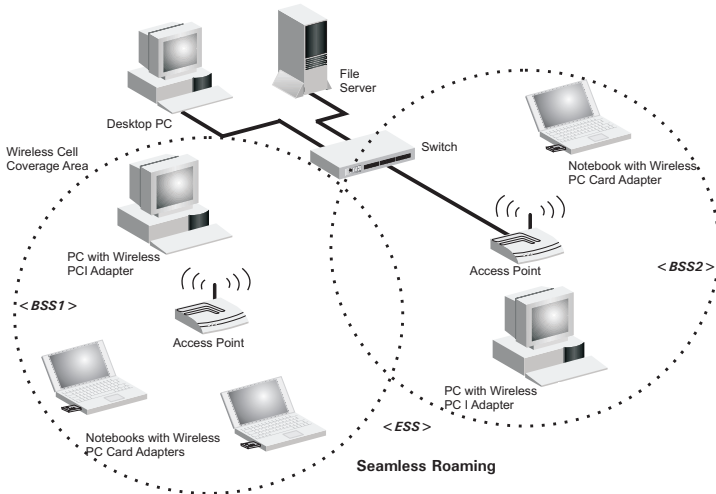 File
Server
Desktop PC
Switch
Wireless Cell
Coverage Area
Notebook with Wireless
PC Card Adapter
PC with Wireless
PCI Adapter
Access Point
<BSS2>
<BSS1>
Access Point
PC with Wireless
PC I Adapter
<ESS>
Notebooks with Wireless
PC Card Adapters
Seamless Roaming